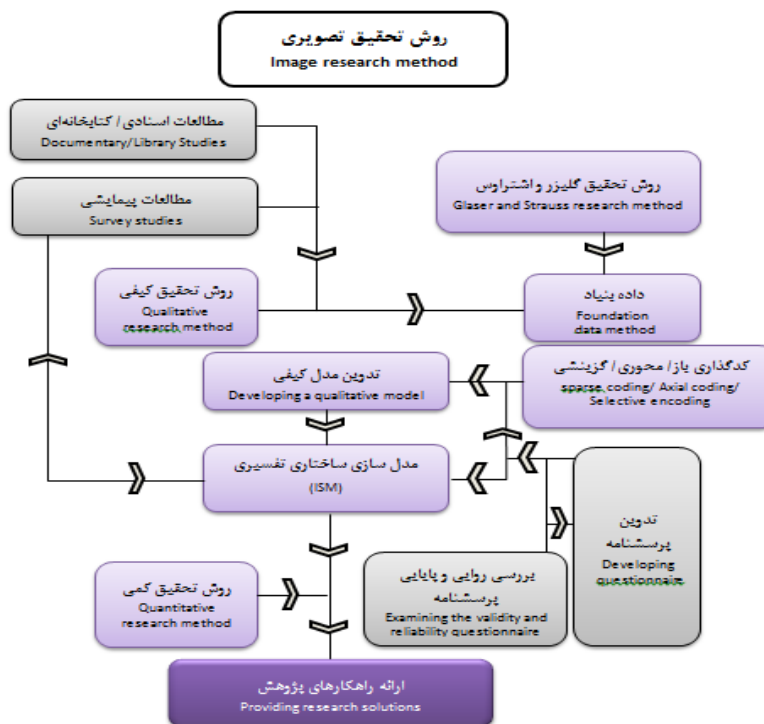 روش تحقیق تصویری
Image research method
مطالعات اسنادی/ کتابخانه‌ای
Documentary/Library Studies
مطالعات پیمایشی
Survey studies
روش تحقیق گلیزر و اشتراوس
Glaser and Strauss research method
روش تحقیق کیفی
Qualitative
research method
داده بنیاد
Foundation
data method
تدوین مدل کیفی
Developing a qualitative model
کدگذاری باز/ محوری/ گزینشی
sparse coding/ Axial coding/
Selective encoding
مدل سازی ساختاری تفسیری
(ISM)
تدوین
پرسشنامه
Developing
questionnaire
بررسی روایی و پایایی
پرسشنامه
Examining the validity and
reliability questionnaire
روش تحقیق کمی
Quantitative
research method
ارائه راهکارهای پژوهش
Providing research solutions